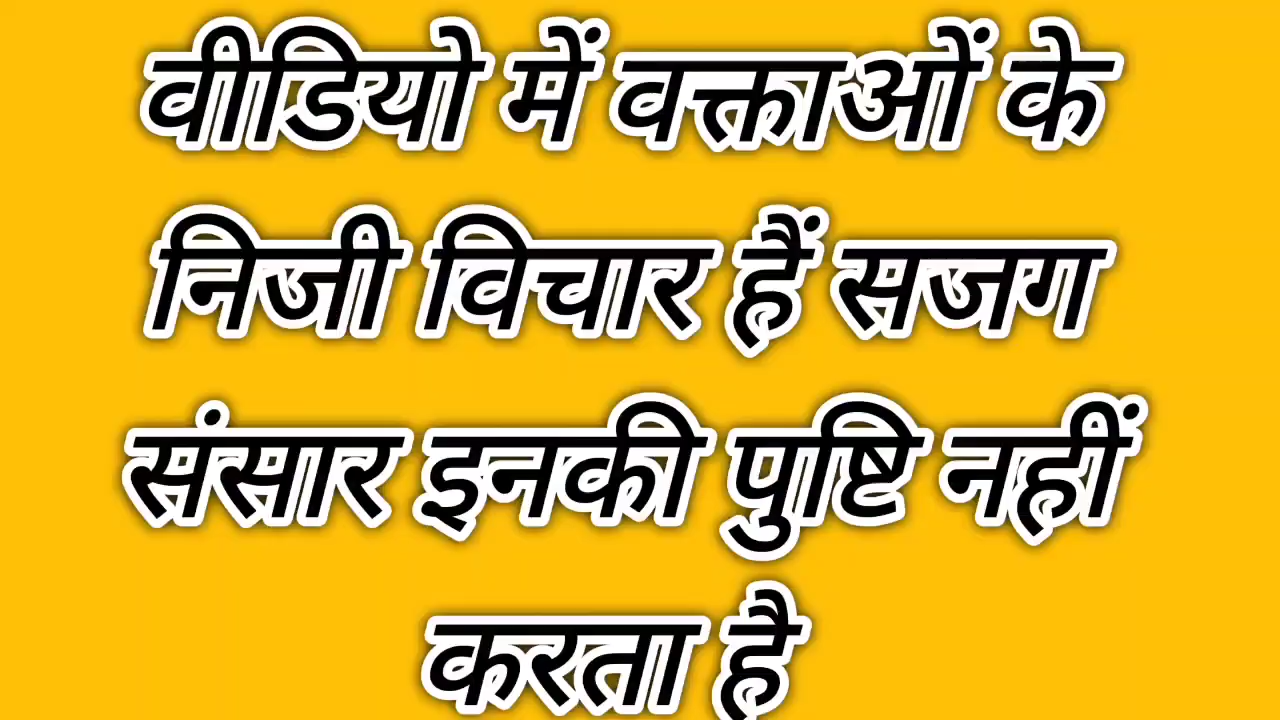 वीडियो में वक्ताओं के
निजी विचार हैं सजग
संसार इनकी पुष्टि नहीं
करता है